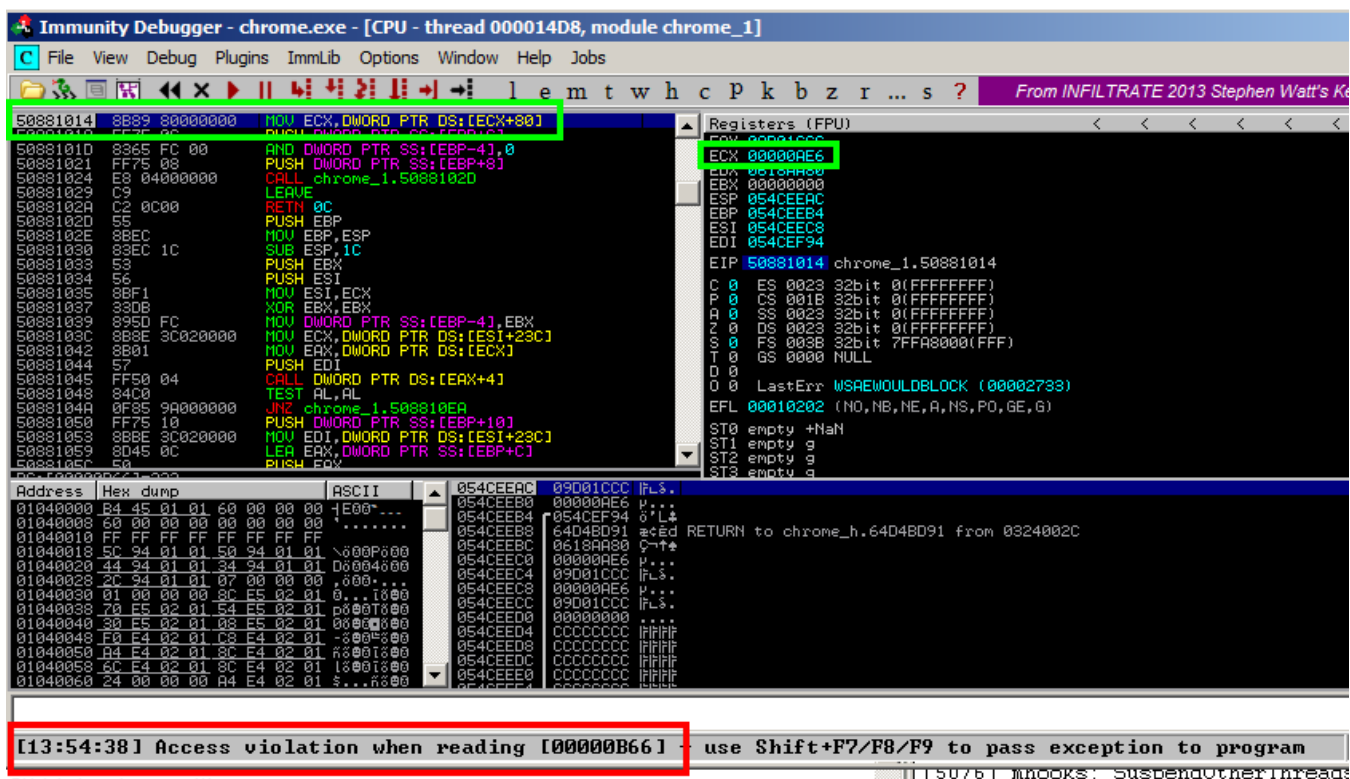 Immunity Debugger - chrome.exe - [CPU - thread 000014D8, module chrome_1]
C File View Debug Plugins ImmLib Options Window Help Jobs
l e m t w h c P k b z r ... s ? From INFILTRATE 2013 Stephen Watt's Ke
50881014 8B89 80000000 MOV ECX,DWORD PTR DS:[ECX+80]
5088101D 8365 FC 00 AND DWORD PTR SS:[EBP-4],0
50881021 FF75 08 PUSH DWORD PTR SS:[EBP+8]
50881024 E8 04000000 CALL chrome_1.5088102D
50881029 C9 LEAVE
5088102A C2 0C00 RETN 0C
5088102D 55 PUSH EBP
5088102E 8BEC MOV EBP,ESP
50881030 83EC 1C SUB ESP,1C
50881033 53 PUSH EBX
50881034 56 PUSH ESI
50881035 8BF1 MOV ESI,ECX
50881037 33DB XOR EBX,EBX
50881039 895D FC MOV DWORD PTR SS:[EBP-4],EBX
5088103C 8B8E 3C020000 MOV ECX,DWORD PTR DS:[ESI+23C]
50881042 8B01 MOV EAX,DWORD PTR DS:[ECX]
50881044 57 PUSH EDI
50881045 FF50 04 CALL DWORD PTR DS:[EAX+4]
50881048 84C0 TEST AL,AL
5088104A 0F85 9A000000 JNZ chrome_1.508810EA
50881050 FF75 10 PUSH DWORD PTR SS:[EBP+10]
50881053 8BBE 3C020000 MOV EDI,DWORD PTR DS:[ESI+23C]
50881059 8D45 0C LEA EAX,DWORD PTR SS:[EBP+C]
5088105C 50 PUSH EAX
Registers (FPU) < < < < < <
ECX 00000AE6
EDX 0618AA80
EBX 00000000
ESP 054CEEAC
EBP 054CEEB4
ESI 054CEEC8
EDI 054CEF94
EIP 50881014 chrome_1.50881014
C 0 ES 0023 32bit 0(FFFFFFFF)
P 0 CS 001B 32bit 0(FFFFFFFF)
A 0 SS 0023 32bit 0(FFFFFFFF)
Z 0 DS 0023 32bit 0(FFFFFFFF)
S 0 FS 003B 32bit 7FFA8000(FFF)
T 0 GS 0000 NULL
D 0
O 0 LastErr WSAEWOULDBLOCK (00002733)
EFL 00010202 (NO,NB,NE,A,NS,PO,GE,G)
ST0 empty +NaN
ST1 empty g
ST2 empty g
ST3 empty g
Address Hex dump ASCII
01040000 B4 45 01 01 60 00 00 00
01040008 60 00 00 00 00 00 00 00
01040010 FF FF FF FF FF FF FF FF
01040018 5C 94 01 01 50 94 01 01
01040020 44 94 01 01 34 94 01 01
01040028 2C 94 01 01 07 00 00 00
01040030 01 00 00 00 8C E5 02 01
01040038 70 E5 02 01 54 E5 02 01
01040040 30 E5 02 01 08 E5 02 01
01040048 F0 E4 02 01 C8 E4 02 01
01040050 A4 E4 02 01 8C E4 02 01
01040058 6C E4 02 01 8C E4 02 01
01040060 24 00 00 00 A4 E4 02 01
054CEEAC 09D01CCC
054CEEB0 00000AE6
054CEEB4 054CEF94
054CEEB8 64D4BD91 RETURN to chrome_h.64D4BD91 from 0324002C
054CEEBC 0618AA80
054CEEC0 00000AE6
054CEEC4 09D01CCC
054CEEC8 00000AE6
054CEECC 09D01CCC
054CEED0 00000000
054CEED4 CCCCCCCC
054CEED8 CCCCCCCC
054CEEDC CCCCCCCC
054CEEE0 CCCCCCCC
[13:54:38] Access violation when reading [00000B66] - use Shift+F7/F8/F9 to pass exception to program